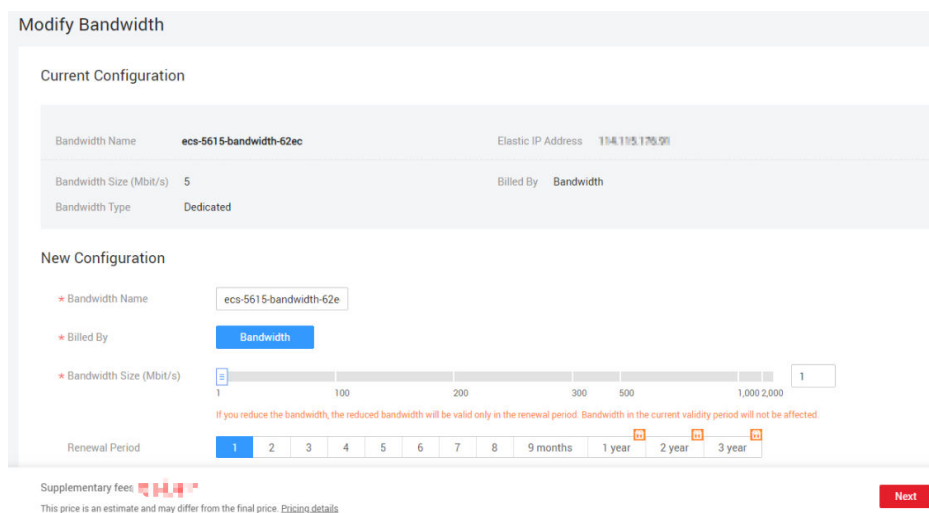 Modify Bandwidth
Current Configuration
Bandwidth Name ecs-5615-bandwidth-62ec Elastic IP Address
Bandwidth Size (Mbit/s) 5 Billed By Bandwidth
Bandwidth Type Dedicated
New Configuration
* Bandwidth Name ecs-5615-bandwidth-62e
* Billed By Bandwidth
* Bandwidth Size (Mbit/s) 1
1 100 200 300 500 1,000 2,000
If you reduce the bandwidth, the reduced bandwidth will be valid only in the renewal period. Bandwidth in the current validity period will not be affected.
Renewal Period 1 2 3 4 5 6 7 8 9 months 1 year 2 year 3 year
Supplementary fees
Next
This price is an estimate and may differ from the final price. Pricing details